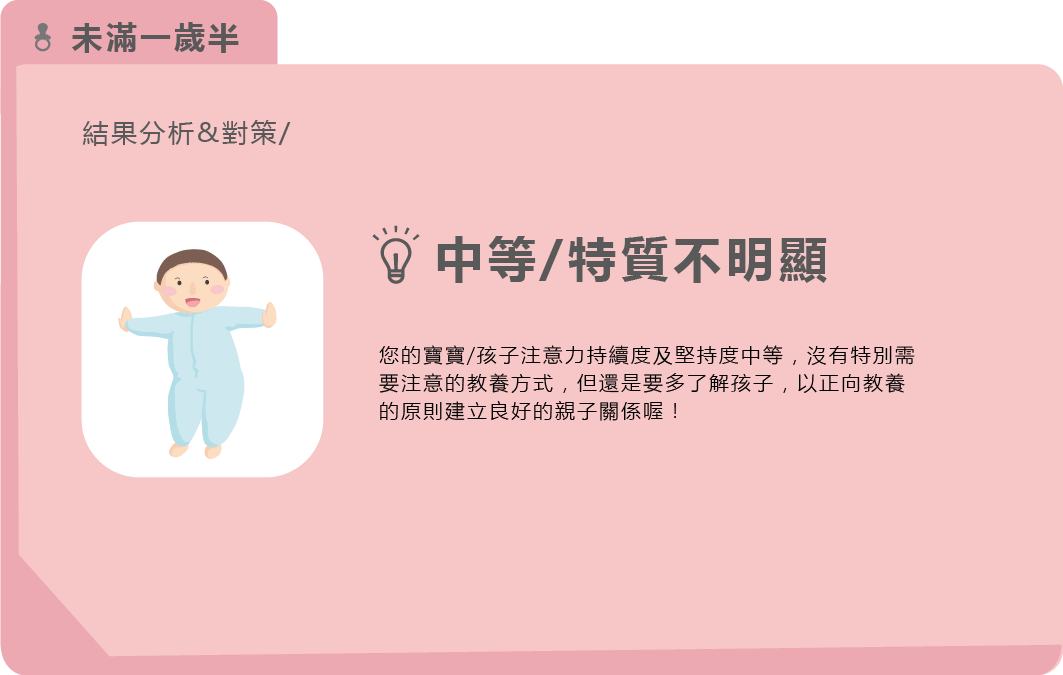 未滿一歲半
結果分析&對策/
中等/特質不明顯
您的寶寶/孩子注意力持續度及堅持度中等，沒有特別需
要注意的教養方式，但還是要多了解孩子，以正向教養
的原則建立良好的親子關係喔！